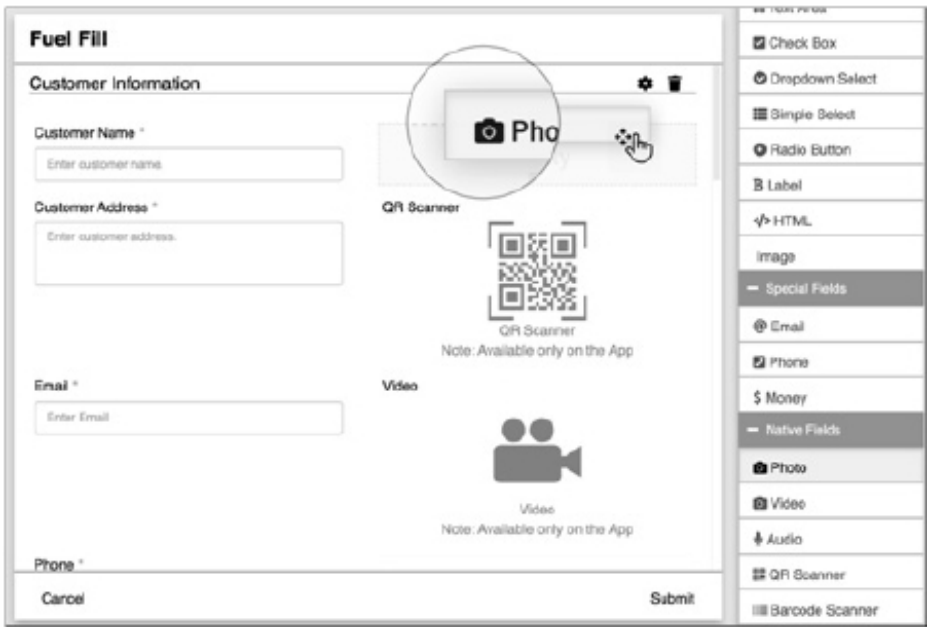 Fuel Fill
Customer Information
Customer Name *
Enter customer name.
Pho
Customer Address *
Enter customer address.
QR Scanner
QR Scanner
Note: Available only on the App
Email *
Enter Email
Video
Video
Note: Available only on the App
Phone *
Cancel
Submit
Text Area
Check Box
Dropdown Select
Simple Select
Radio Button
B Label
</> HTML
Image
Special Fields
@ Email
Phone
$ Money
Native Fields
Photo
Video
Audio
QR Scanner
Barcode Scanner